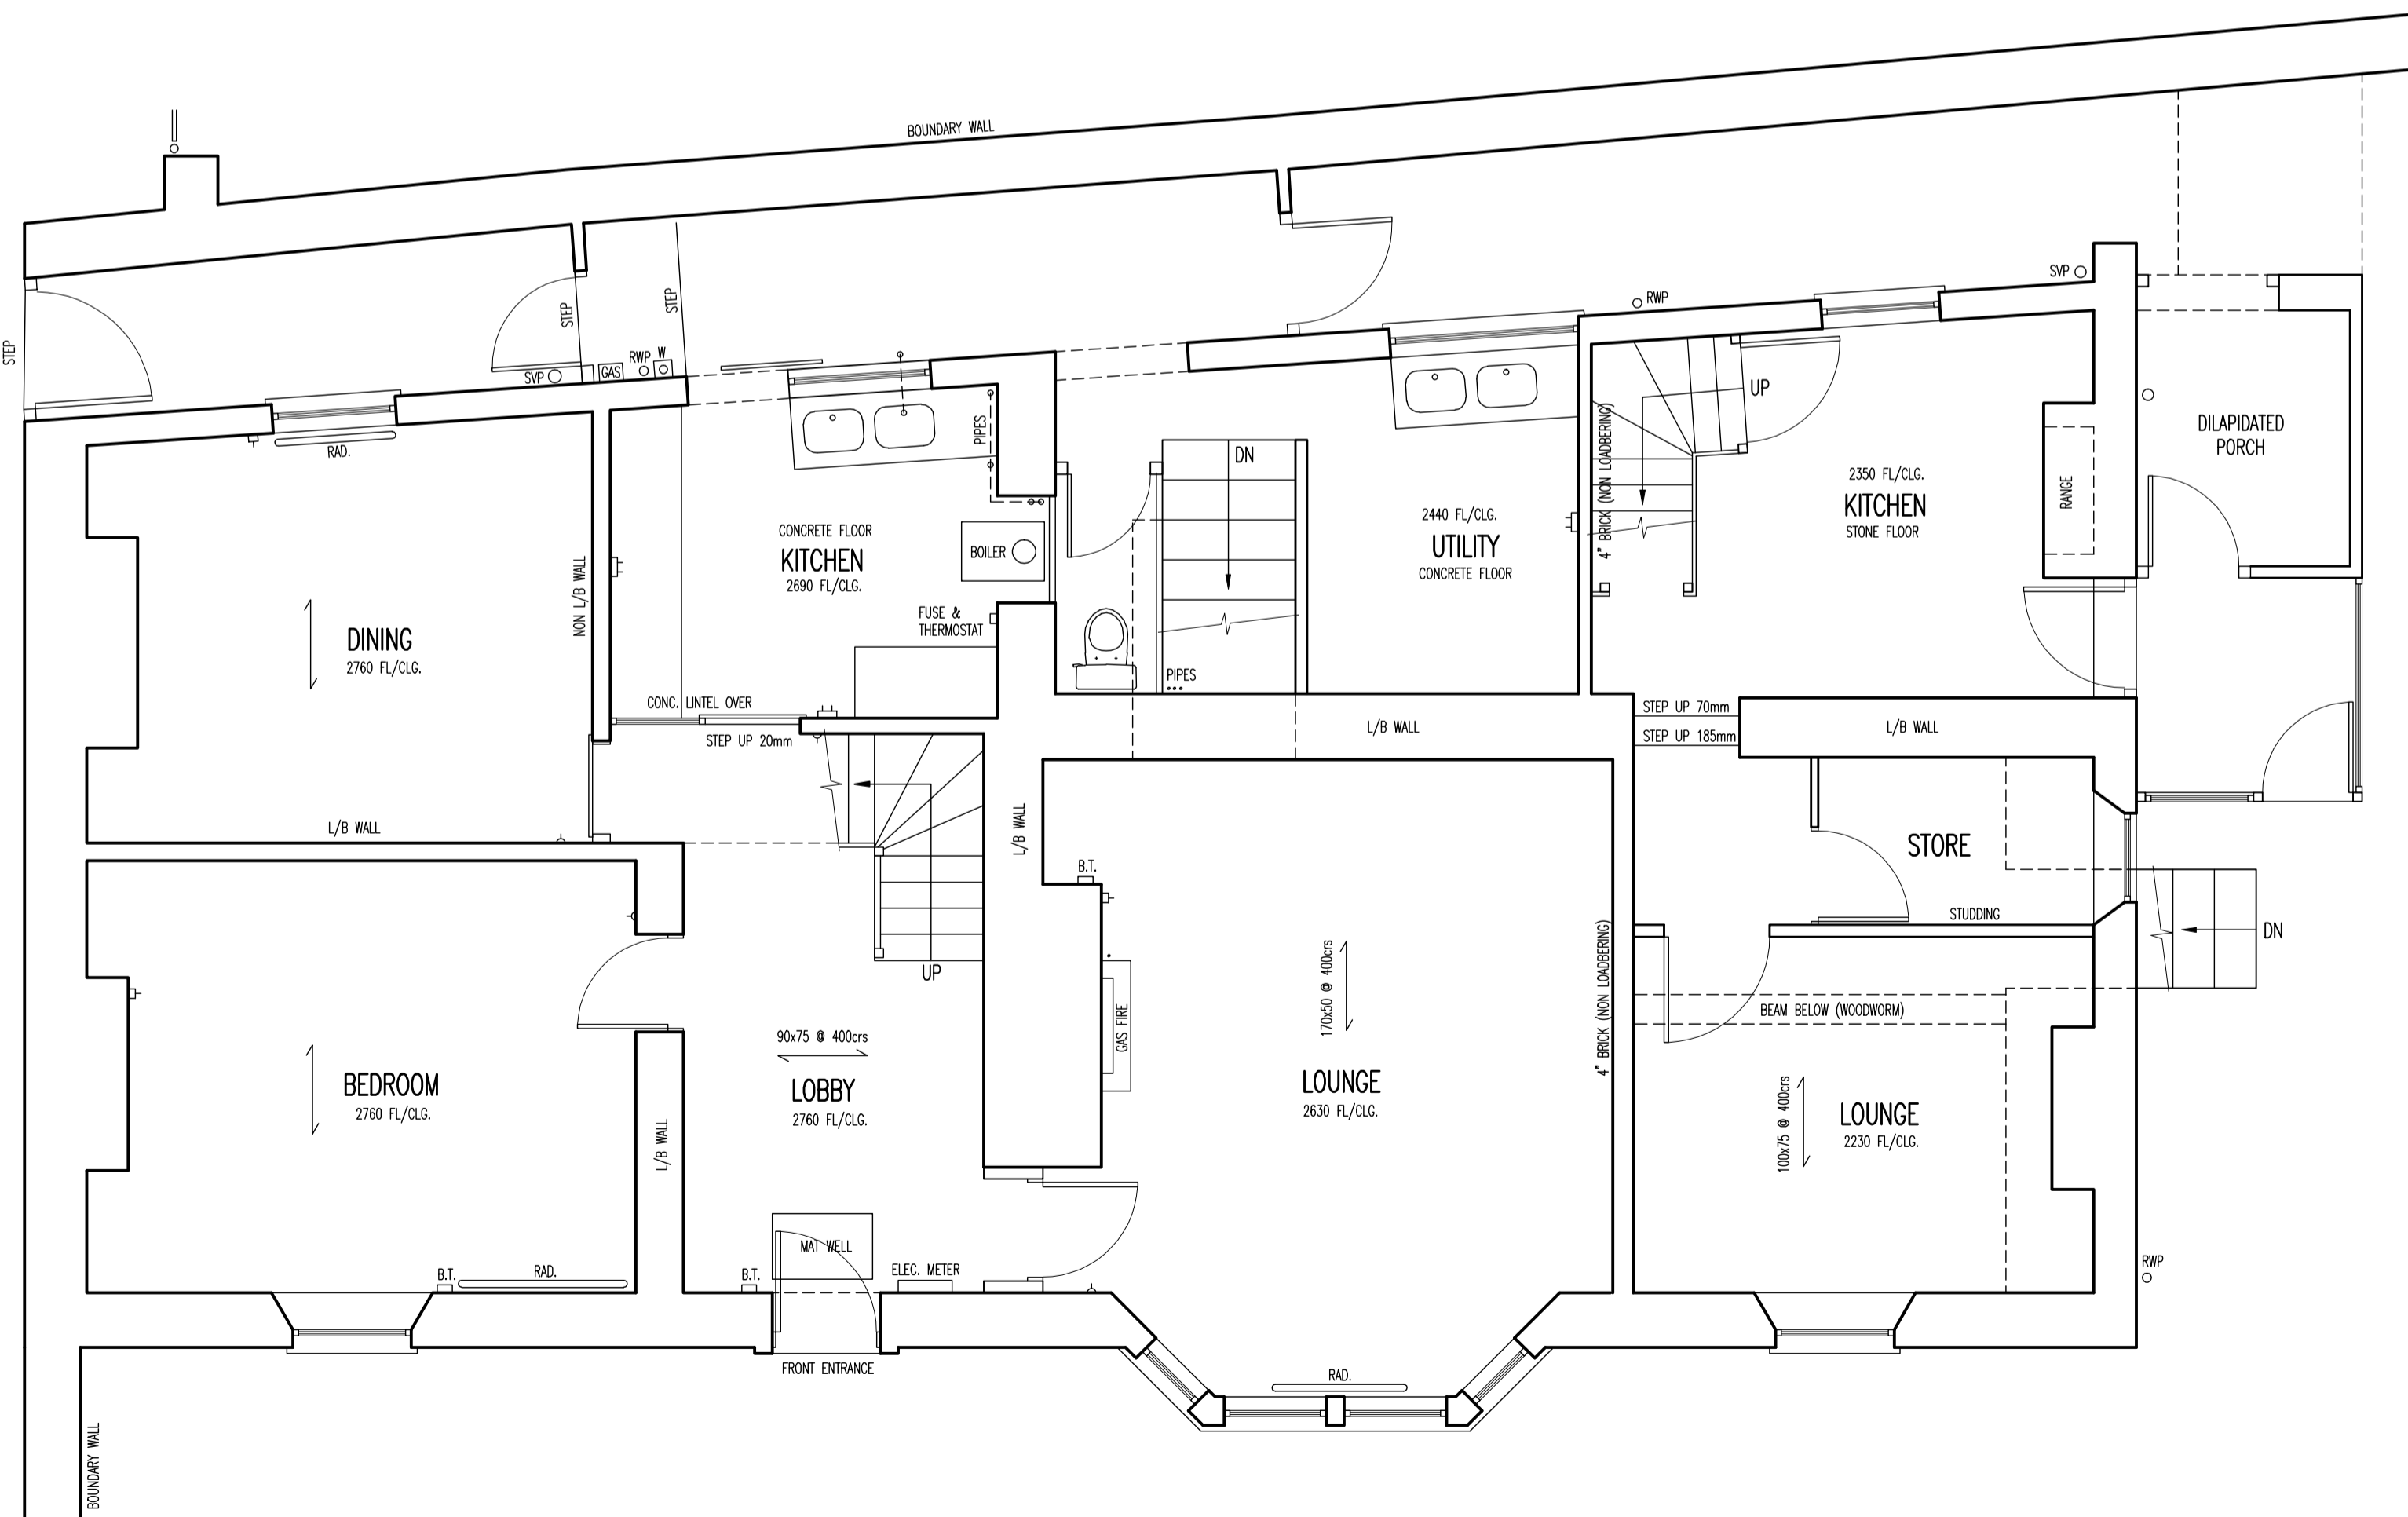 BOUNDARY WALL
STEP
STEP
STEP
SVP
GAS
RWP
W
RAD.
PIPES
CONCRETE FLOOR
KITCHEN
2690 FL/CLG.
BOILER
FUSE &
THERMOSTAT
NON L/B WALL
DINING
2760 FL/CLG.
CONC. LINTEL OVER
STEP UP 20mm
L/B WALL
DN
PIPES
2440 FL/CLG.
UTILITY
CONCRETE FLOOR
4" BRICK (NON LOADBERING)
RWP
SVP
UP
2350 FL/CLG.
KITCHEN
STONE FLOOR
RANGE
DILAPIDATED
PORCH
L/B WALL
STEP UP 70mm
STEP UP 185mm
L/B WALL
STORE
STUDDING
DN
L/B WALL
B.T.
UP
BEDROOM
2760 FL/CLG.
L/B WALL
90x75 @ 400crs
LOBBY
2760 FL/CLG.
GAS FIRE
170x50 @ 400crs
LOUNGE
2630 FL/CLG.
4" BRICK (NON LOADBERING)
BEAM BELOW (WOODWORM)
100x75 @ 400crs
LOUNGE
2230 FL/CLG.
RWP
B.T.
RAD.
B.T.
MAT WELL
ELEC. METER
FRONT ENTRANCE
RAD.
BOUNDARY WALL